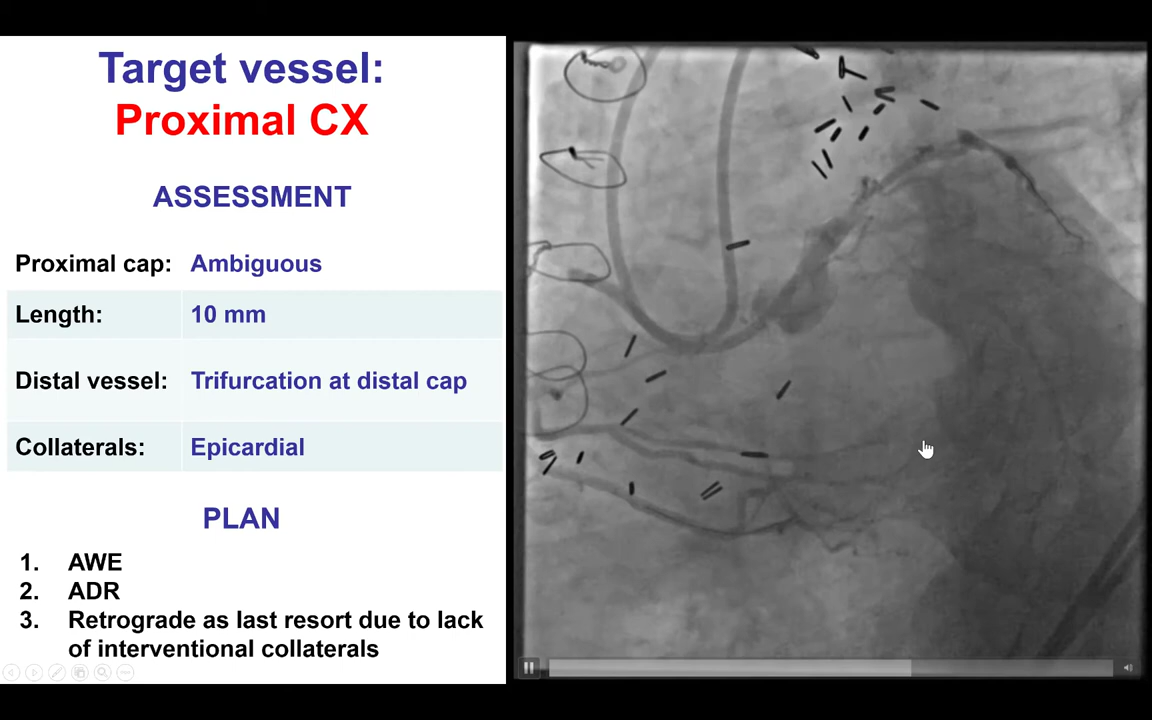 Target vessel:
Proximal CX
ASSESSMENT
Proximal cap: Ambiguous
Length: 10 mm
Distal vessel: Trifurcation at distal cap
Collaterals: Epicardial
PLAN
1. AWE
2. ADR
3. Retrograde as last resort due to lack
of interventional collaterals